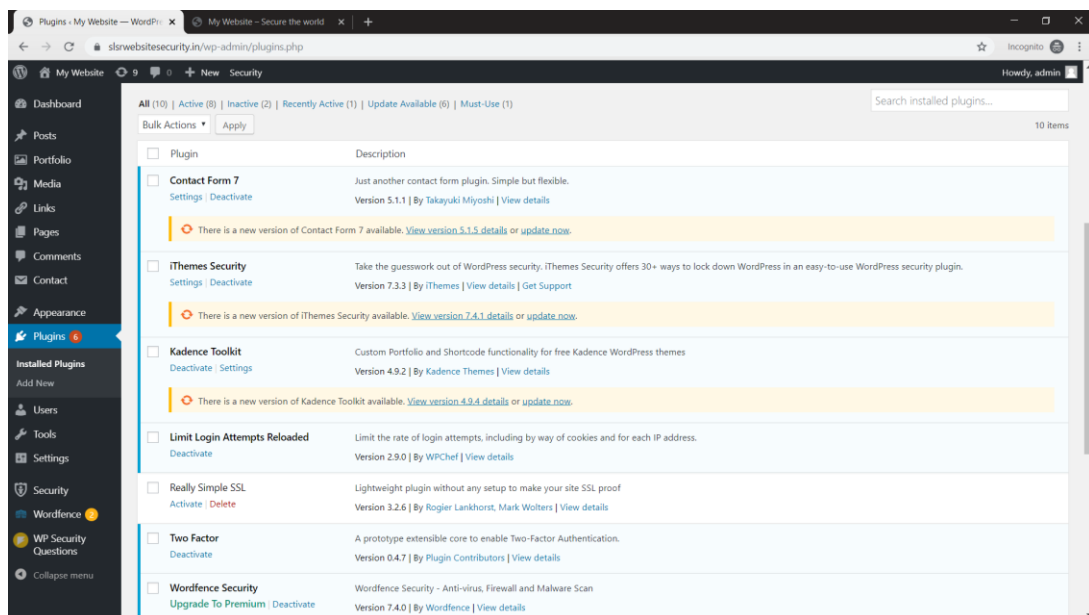 Plugins ‹ My Website — WordPre
My Website – Secure the world
slsrwebsitesecurity.in/wp-admin/plugins.php
Incognito
My Website 9 0 + New Security
Howdy, admin
Dashboard
Posts
Portfolio
Media
Links
Pages
Comments
Contact
Appearance
Plugins 6
Installed Plugins
Add New
Users
Tools
Settings
Security
Wordfence 2
WP Security
Questions
Collapse menu
All (10) | Active (8) | Inactive (2) | Recently Active (1) | Update Available (6) | Must-Use (1)
Search installed plugins...
Bulk Actions Apply
10 items
Plugin Description
Contact Form 7 Just another contact form plugin. Simple but flexible.
Settings | Deactivate
Version 5.1.1 | By Takayuki Miyoshi | View details
There is a new version of Contact Form 7 available. View version 5.1.5 details or update now.
iThemes Security Take the guesswork out of WordPress security. iThemes Security offers 30+ ways to lock down WordPress in an easy-to-use WordPress security plugin.
Settings | Deactivate
Version 7.3.3 | By iThemes | View details | Get Support
There is a new version of iThemes Security available. View version 7.4.1 details or update now.
Kadence Toolkit Custom Portfolio and Shortcode functionality for free Kadence WordPress themes
Deactivate | Settings
Version 4.9.2 | By Kadence Themes | View details
There is a new version of Kadence Toolkit available. View version 4.9.4 details or update now.
Limit Login Attempts Reloaded Limit the rate of login attempts, including by way of cookies and for each IP address.
Deactivate
Version 2.9.0 | By WPChef | View details
Really Simple SSL Lightweight plugin without any setup to make your site SSL proof
Activate | Delete
Version 3.2.6 | By Rogier Lankhorst, Mark Wolters | View details
Two Factor A prototype extensible core to enable Two-Factor Authentication.
Deactivate
Version 0.4.7 | By Plugin Contributors | View details
Wordfence Security Wordfence Security - Anti-virus, Firewall and Malware Scan
Upgrade To Premium | Deactivate
Version 7.4.0 | By Wordfence | View details